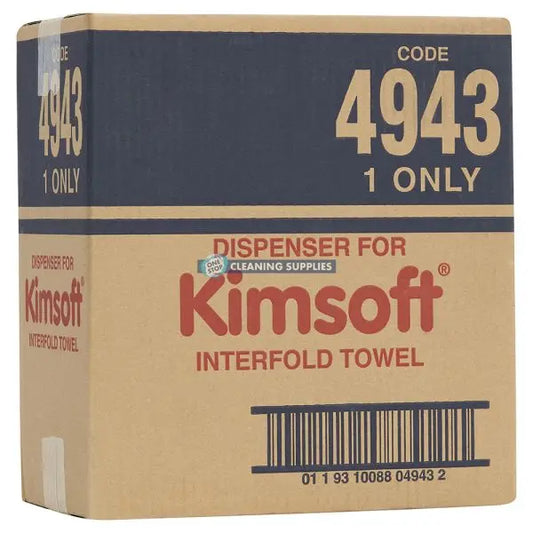 CODE
4943
1 ONLY
DISPENSER FOR
Kimsoft®
INTERFOLD TOWEL
CODE
4943
1 ONLY
DISPENSER FOR
ONE STOP CLEANING SUPPLIES
Kimsoft®
INTERFOLD TOWEL
01 1 93 10088 04943 2